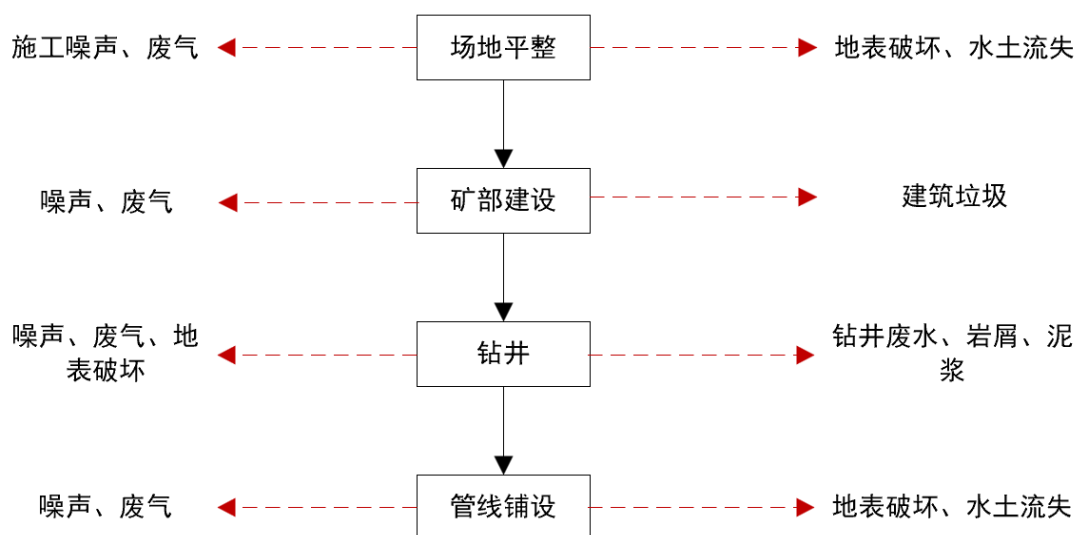 施工噪声、废气
场地平整
地表破坏、水土流失
噪声、废气
矿部建设
建筑垃圾
噪声、废气、地
表破坏
钻井
钻井废水、岩屑、泥
浆
噪声、废气
管线铺设
地表破坏、水土流失